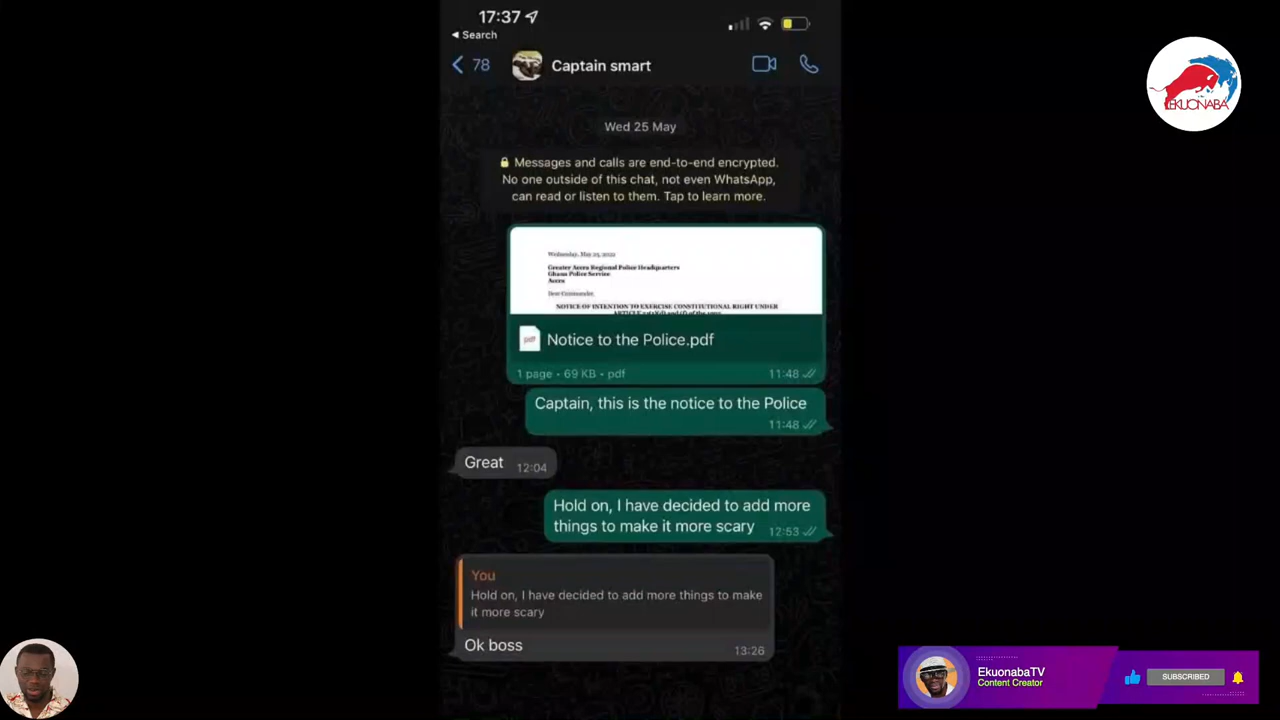 17:37
Search
78
Captain smart
EKUONABA
Wed 25 May
Messages and calls are end-to-end encrypted.
No one outside of this chat, not even WhatsApp,
can read or listen to them. Tap to learn more.
Wednesday, May 25, 2022
Greater Accra Regional Police Headquarters
Ghana Police Service
Accra
Dear Commander,
NOTICE OF INTENTION TO EXERCISE CONSTITUTIONAL RIGHT UNDER
pdf
Notice to the Police.pdf
1 page • 69 KB • pdf
11:48
Captain, this is the notice to the Police
11:48
Great
12:04
Hold on, I have decided to add more
things to make it more scary
12:53
You
Hold on, I have decided to add more things to make
it more scary
Ok boss
13:26
EkuonabaTV
Content Creator
SUBSCRIBED